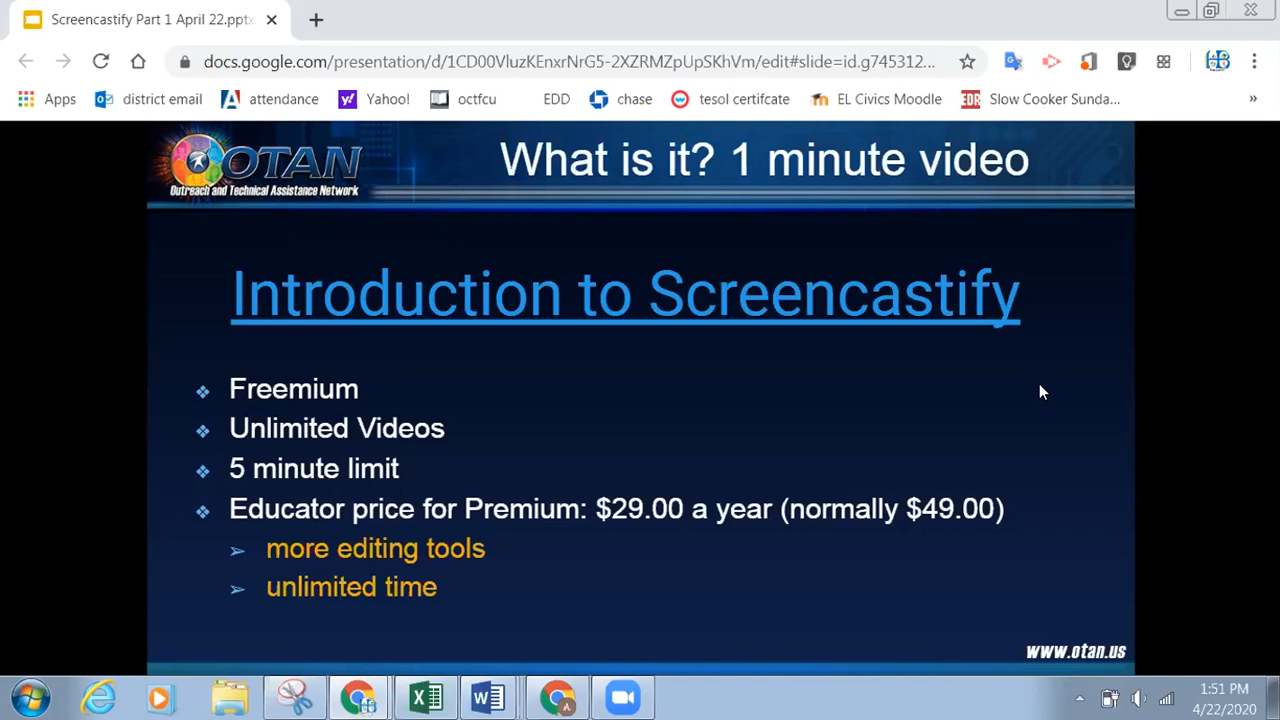 Screencastify Part 1 April 22.pptx
docs.google.com/presentation/d/1CD00VluzKEnxrNrG5-2XZRMZpUpSKhVm/edit#slide=id.g745312...
Apps district email attendance Yahoo! octfcu EDD chase test certifcate EL Civics Moodle EDR Slow Cooker Sunda... »
OTAN
Outreach and Technical Assistance Network
What is it? 1 minute video
Introduction to Screencastify
Freemium
Unlimited Videos
5 minute limit
Educator price for Premium: $29.00 a year (normally $49.00)
more editing tools
unlimited time
www.otan.us
1:51 PM
4/22/2020